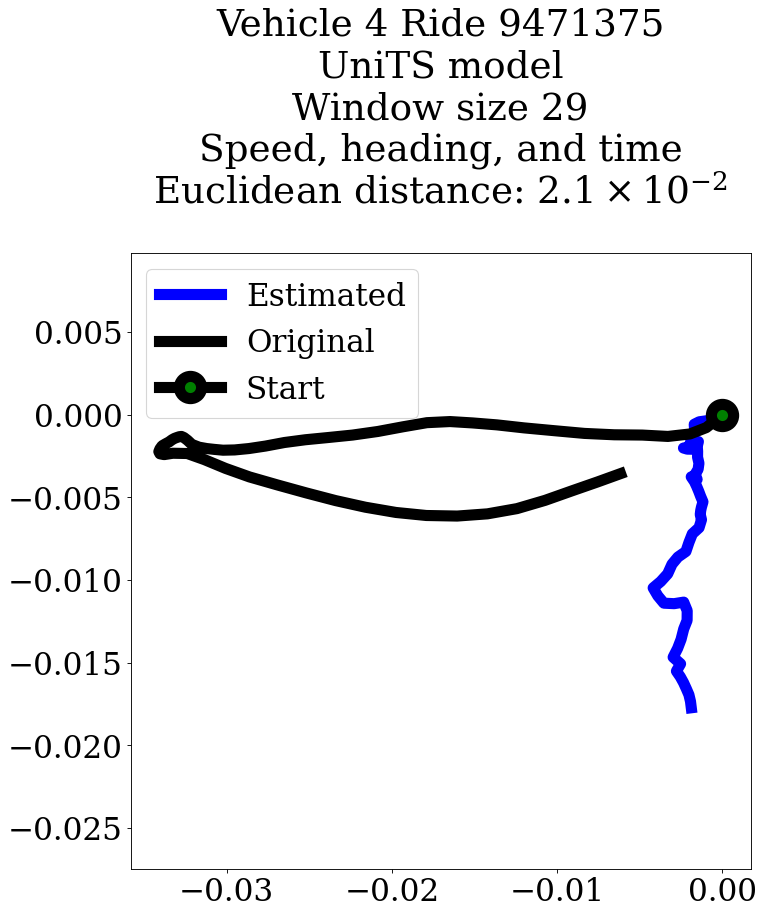 Vehicle 4 Ride 9471375
UniTS model
Window size 29
Speed, heading, and time
Euclidean distance: 2.1 × 10⁻²
Estimated
Original
Start
0.005
0.000
−0.005
−0.010
−0.015
−0.020
−0.025
−0.03
−0.02
−0.01
0.00